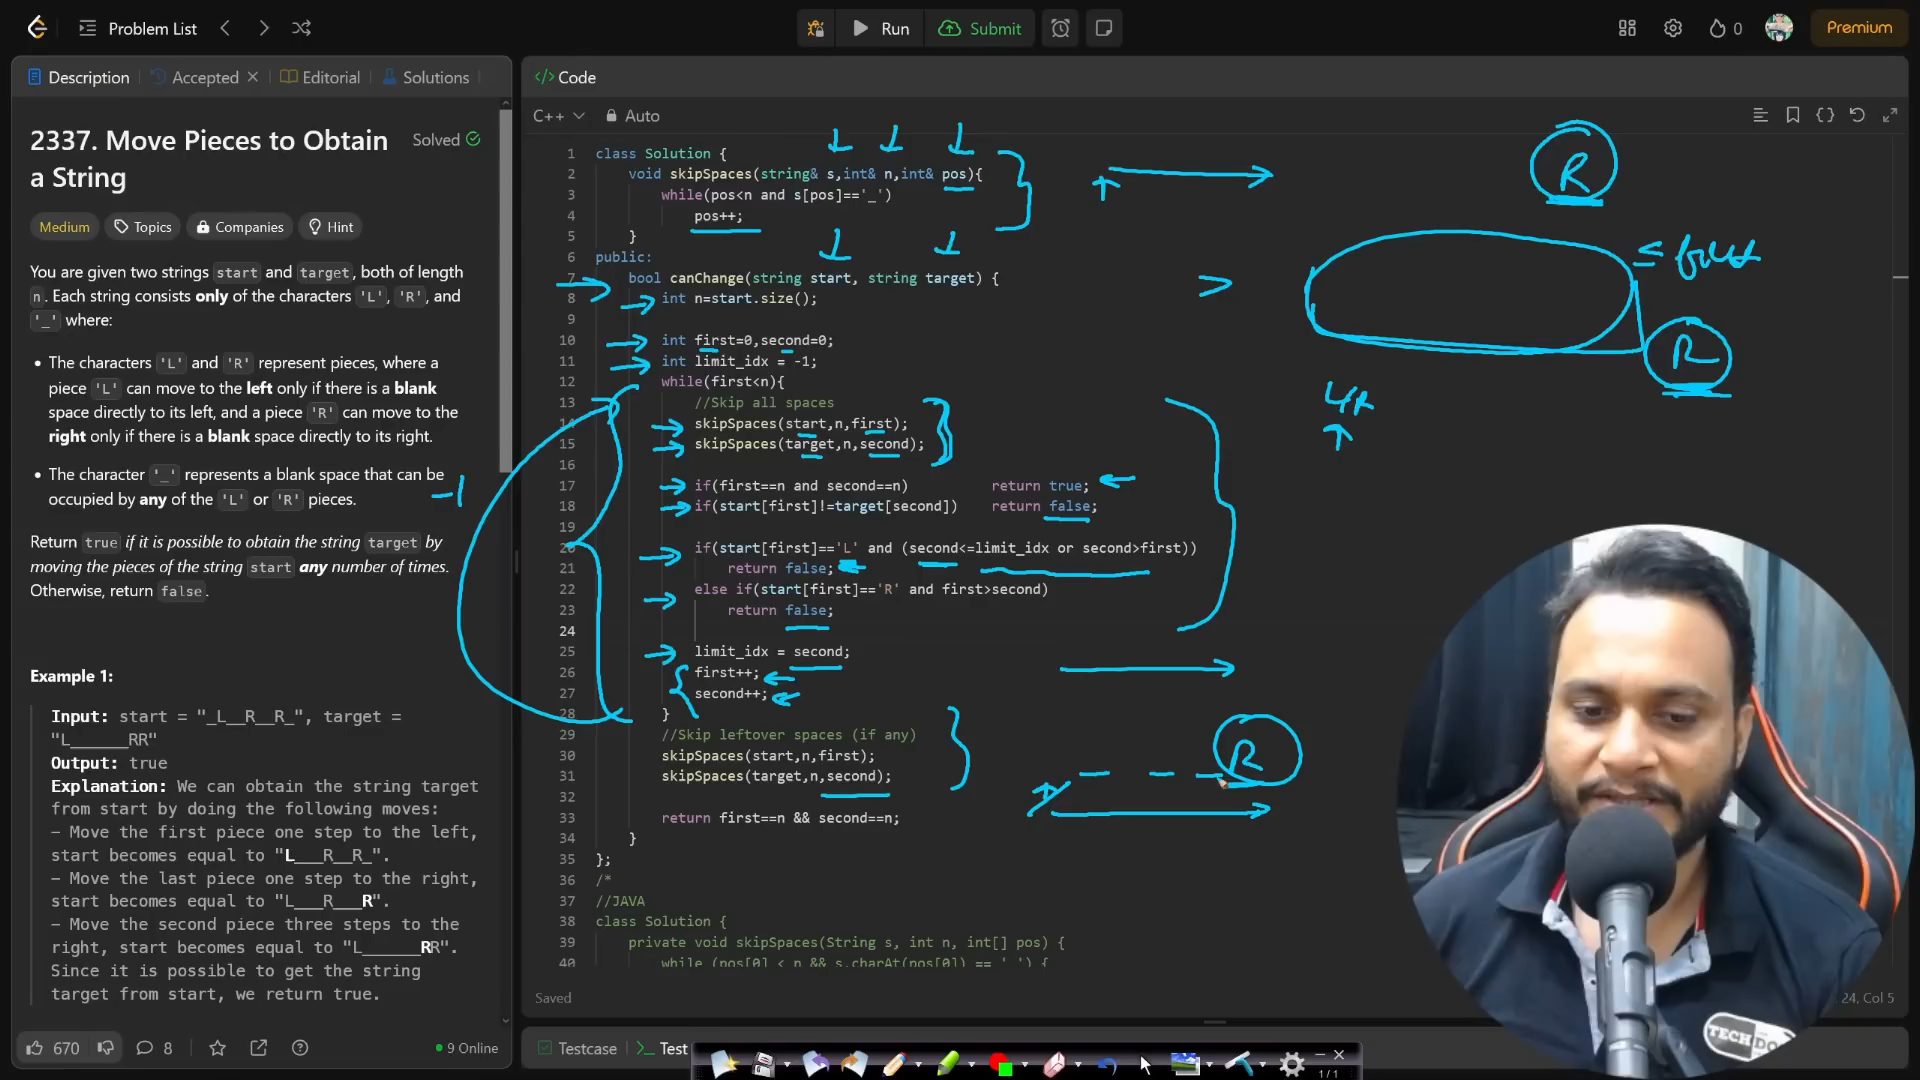 Problem List
Run
Submit
0
Premium
Description
Accepted
Editorial
Solutions
2337. Move Pieces to Obtain
a String
Solved
Medium
Topics
Companies
Hint
You are given two strings start and target, both of length
n. Each string consists only of the characters 'L', 'R', and
'_' where:
The characters 'L' and 'R' represent pieces, where a
piece 'L' can move to the left only if there is a blank
space directly to its left, and a piece 'R' can move to the
right only if there is a blank space directly to its right.
The character '_' represents a blank space that can be
occupied by any of the 'L' or 'R' pieces.
-1
Return true if it is possible to obtain the string target by
moving the pieces of the string start any number of times.
Otherwise, return false.
Example 1:
Input: start = "_L__R__R_", target =
"L______RR"
Output: true
Explanation: We can obtain the string target
from start by doing the following moves:
- Move the first piece one step to the left,
start becomes equal to "L___R__R_".
- Move the last piece one step to the right,
start becomes equal to "L___R___R".
- Move the second piece three steps to the
right, start becomes equal to "L______RR".
Since it is possible to get the string
target from start, we return true.
670
8
9 Online
</> Code
C++
Auto
1 class Solution {
2 void skipSpaces(string& s,int& n,int& pos){
3 while(pos<n and s[pos]=='_')
4 pos++;
5 }
6 public:
7 bool canChange(string start, string target) {
8 int n=start.size();
9
10 int first=0,second=0;
11 int limit_idx = -1;
12 while(first<n){
13 //Skip all spaces
14 skipSpaces(start,n,first);
15 skipSpaces(target,n,second);
16
17 if(first==n and second==n) return true;
18 if(start[first]!=target[second]) return false;
19
20 if(start[first]=='L' and (second<=limit_idx or second>first))
21 return false;
22 else if(start[first]=='R' and first>second)
23 return false;
24
25 limit_idx = second;
26 first++;
27 second++;
28 }
29 //Skip leftover spaces (if any)
30 skipSpaces(start,n,first);
31 skipSpaces(target,n,second);
32
33 return first==n && second==n;
34 }
35 };
36 /*
37 //JAVA
38 class Solution {
39 private void skipSpaces(String s, int n, int[] pos) {
40 while (pos[0] < n && s.charAt(pos[0]) == '_') {
R
R
L/R
R
Saved
24, Col 5
Testcase
Test
1/1